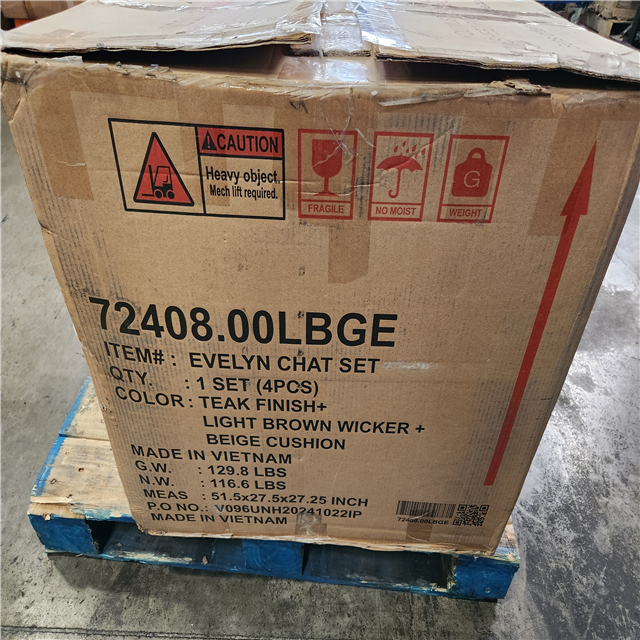 CAUTION
Heavy object.
Mech lift required.
FRAGILE
NO MOIST
G
WEIGHT
72408.00LBGE
ITEM# : EVELYN CHAT SET
QTY. : 1 SET (4PCS)
COLOR : TEAK FINISH+
LIGHT BROWN WICKER +
BEIGE CUSHION
MADE IN VIETNAM
G.W. : 129.8 LBS
N.W. : 116.6 LBS
MEAS : 51.5x27.5x27.25 INCH
P.O NO.: V096UNH20241022IP
MADE IN VIETNAM
72408.00LBGE